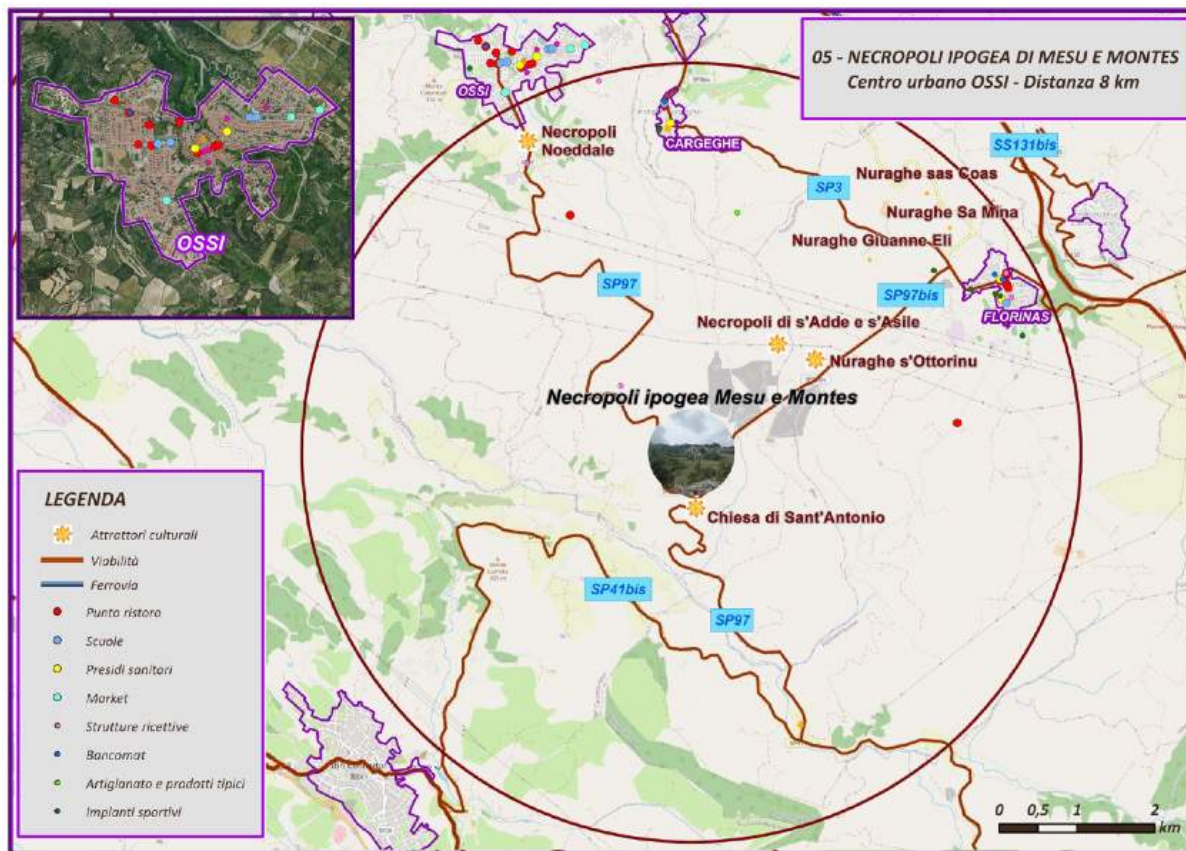 05 - NECROPOLI IPOGEA DI MESU E MONTES
Centro urbano OSSI - Distanza 8 km
OSSI
OSSI
Necropoli
Noeddale
CARGEGHE
SS131bis
SP3
Nuraghe sas Coas
Nuraghe Sa Mina
Nuraghe Giuanne Eli
SP97
SP97bis
FLORINAS
Necropoli di s'Adde e s'Asile
Nuraghe s'Ottorinu
Necropoli ipogea Mesu e Montes
Chiesa di Sant'Antonio
SP41bis
SP97
LEGENDA
Attrattori culturali
Viabilità
Ferrovia
Punto ristoro
Scuole
Presidi sanitari
Market
Strutture ricettive
Bancomat
Artigianato e prodotti tipici
Impianti sportivi
0 0,5 1 2
km